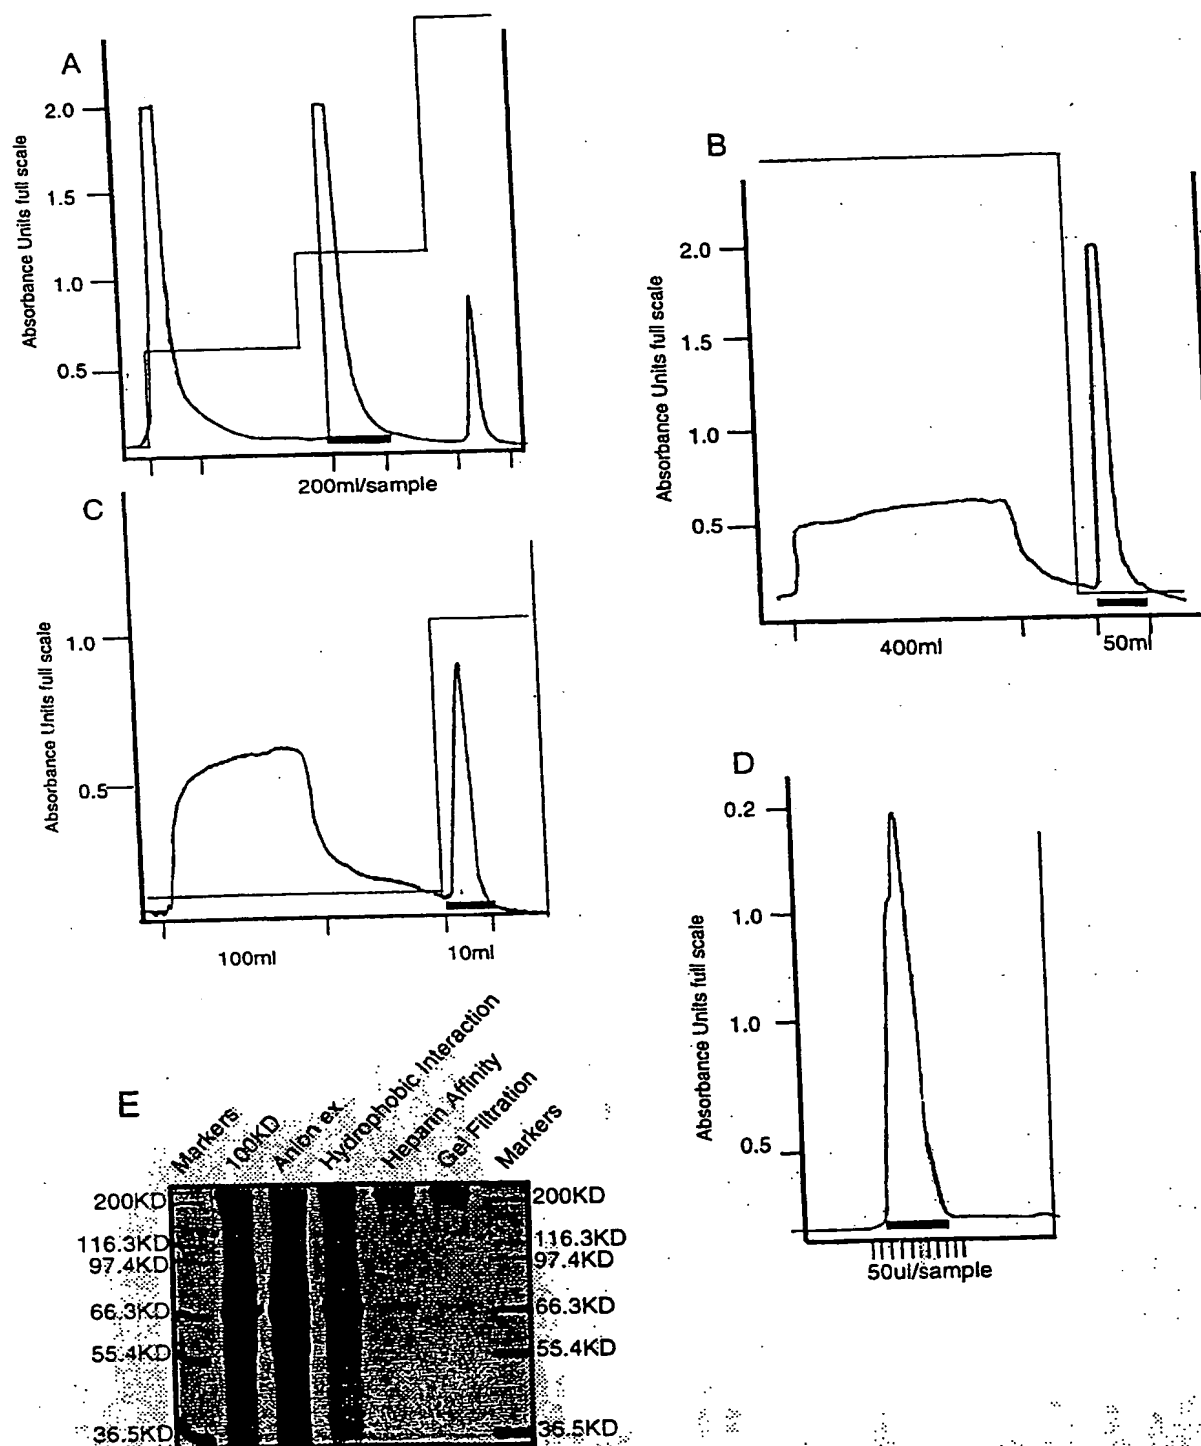 A
Absorbance Units full scale
2.0
1.5
1.0
0.5
200ml/sample
B
Absorbance Units full scale
2.0
1.5
1.0
0.5
400ml
50ml
C
Absorbance Units full scale
1.0
0.5
100ml
10ml
D
Absorbance Units full scale
0.2
1.0
1.0
0.5
50ul/sample
E
Markers
100KD
Anion ex.
Hydrophobic Interaction
Heparin Affinity
Gel Filtration
Markers
200KD
116.3KD
97.4KD
66.3KD
55.4KD
36.5KD
200KD
116.3KD
97.4KD
66.3KD
55.4KD
36.5KD